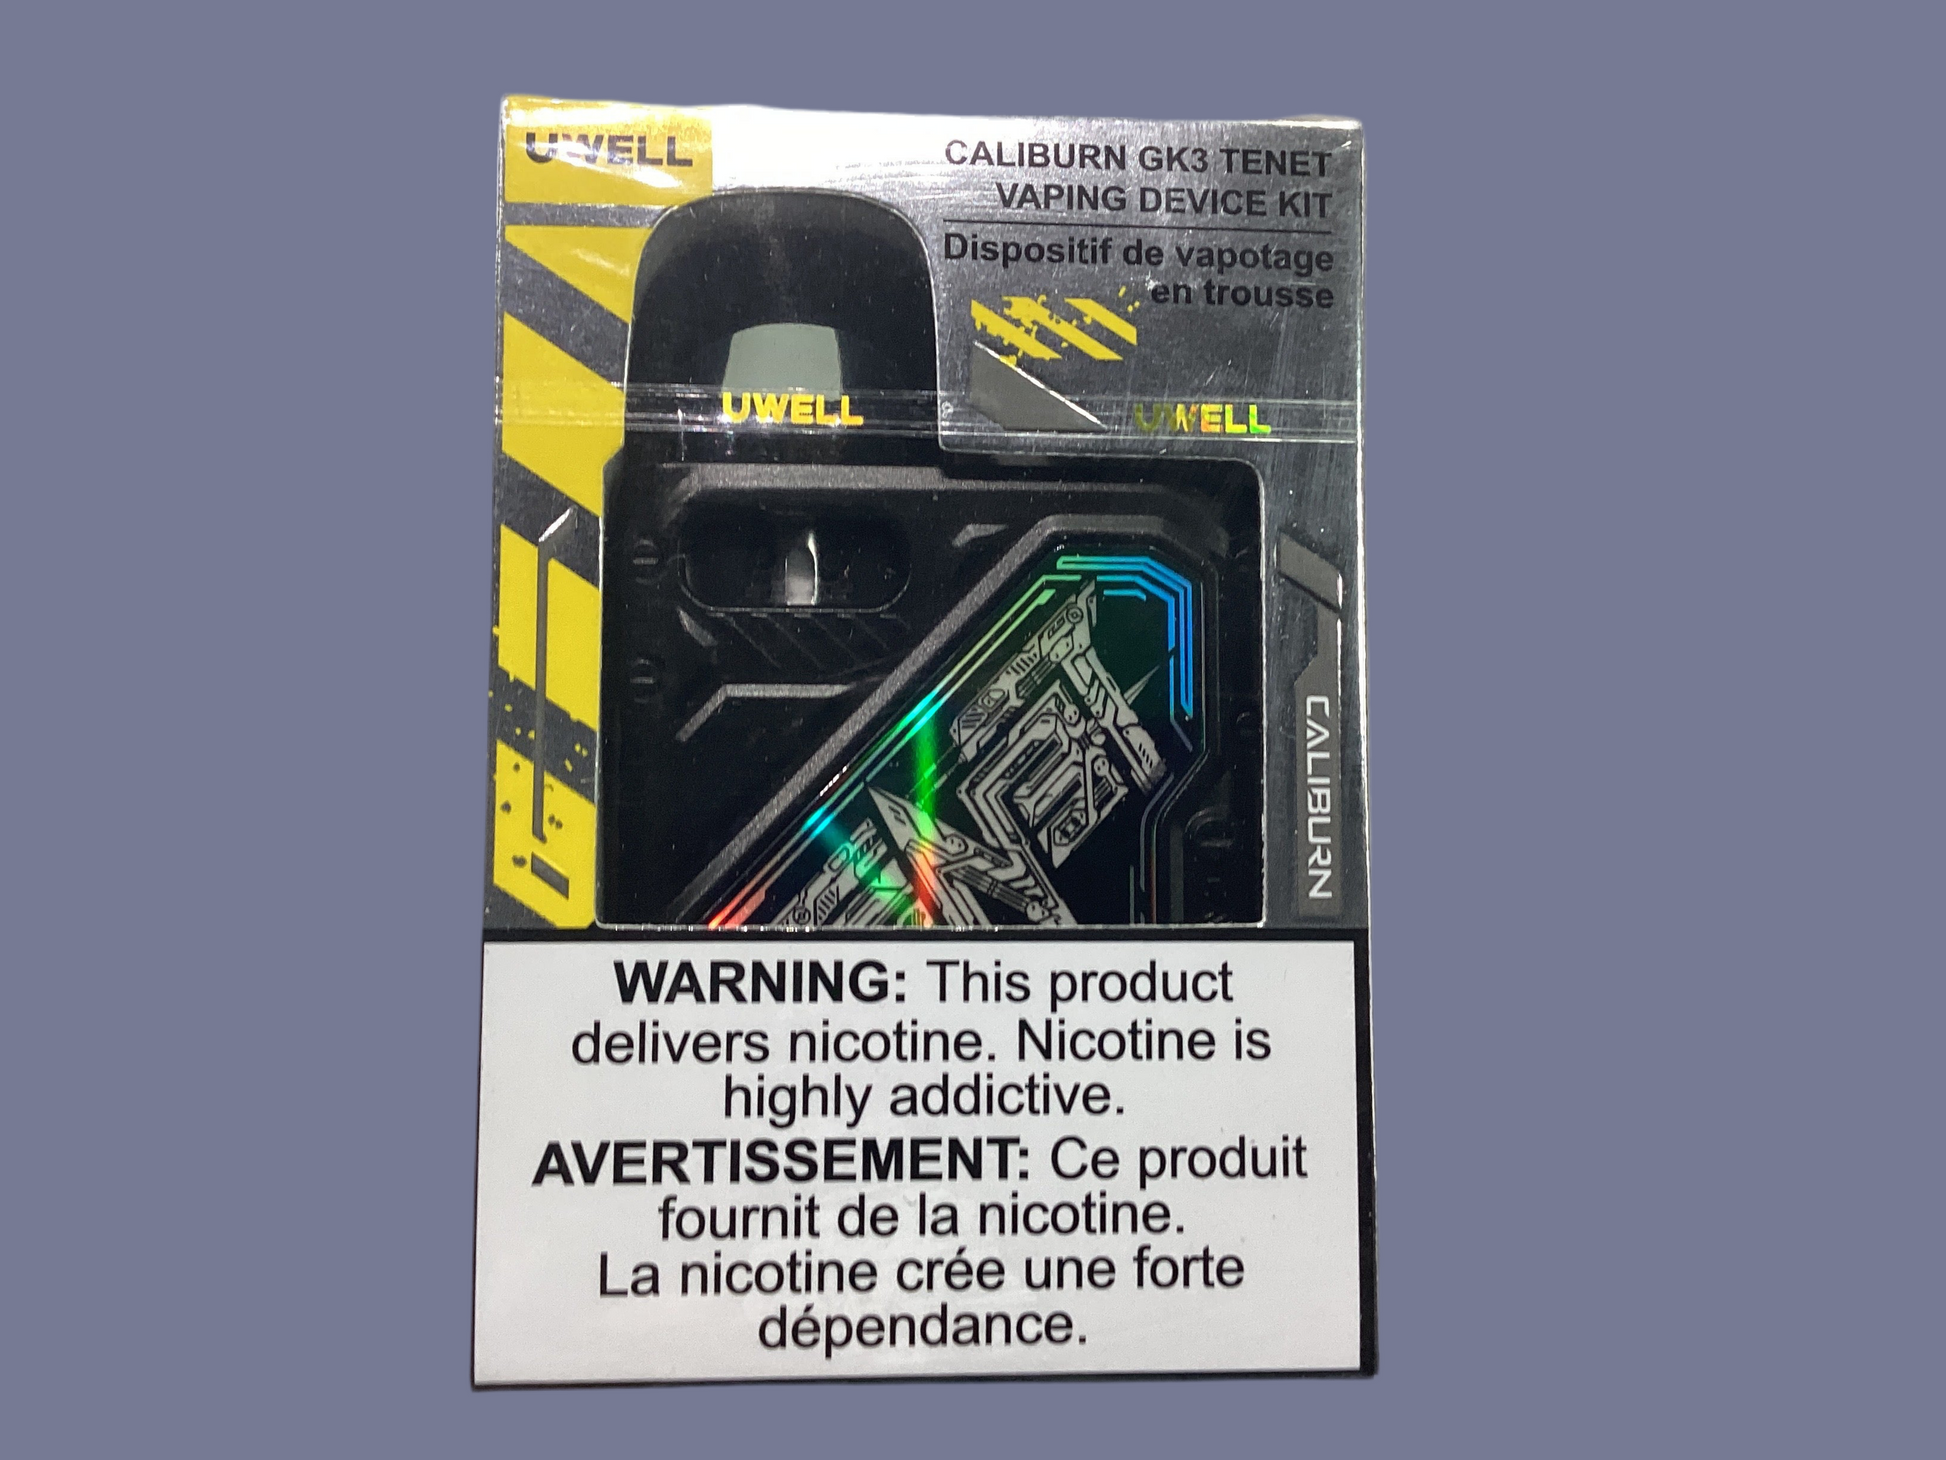 UWELL
CALIBURN GK3 TENET
VAPING DEVICE KIT
Dispositif de vapotage
en trousse
UWELL
UWELL
CALIBURN
WARNING: This product
delivers nicotine. Nicotine is
highly addictive.
AVERTISSEMENT: Ce produit
fournit de la nicotine.
La nicotine crée une forte
dépendance.